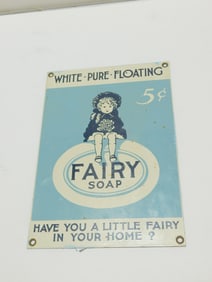 WHITE · PURE · FLOATING
5¢
FAIRY
SOAP
HAVE YOU A LITTLE FAIRY
IN YOUR HOME ?